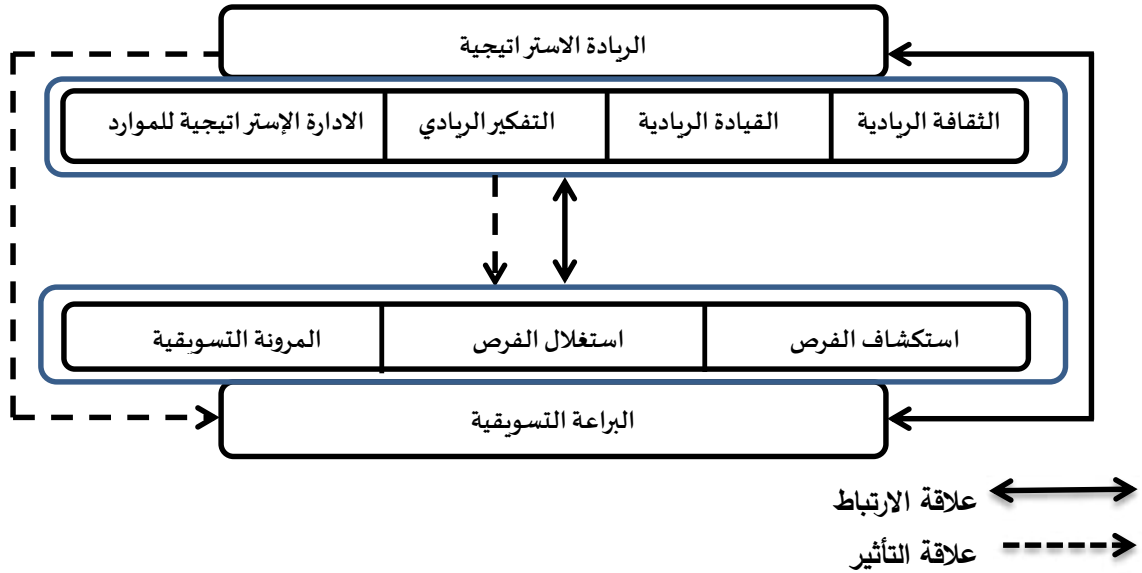 الريادة الاستراتيجية
الثقافة الريادية
القيادة الريادية
التفكير الريادي
الادارة الإستراتيجية للموارد
استكشاف الفرص
استغلال الفرص
المرونة التسويقية
البراعة التسويقية
علاقة الارتباط
علاقة التأثير